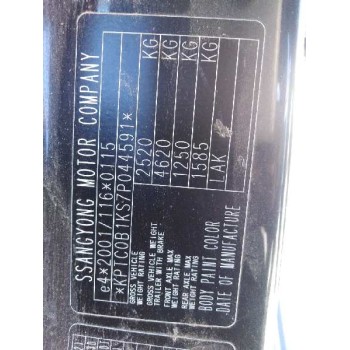 SSANGYONG MOTOR COMPANY
e4*2001/116*0115
*KPTC0B1KS7P044591*
GROSS VEHICLE WEIGHT RATING 2520 KG
GROSS VEHICLE WEIGHT TRAILER WITH BRAKE 4620 KG
FRONT AXLE MAX WEIGHT RATING 1250 KG
REAR AXLE MAX WEIGHT RATING 1585 KG
BODY PAINT COLOR LAK
DATE OF MANUFACTURE